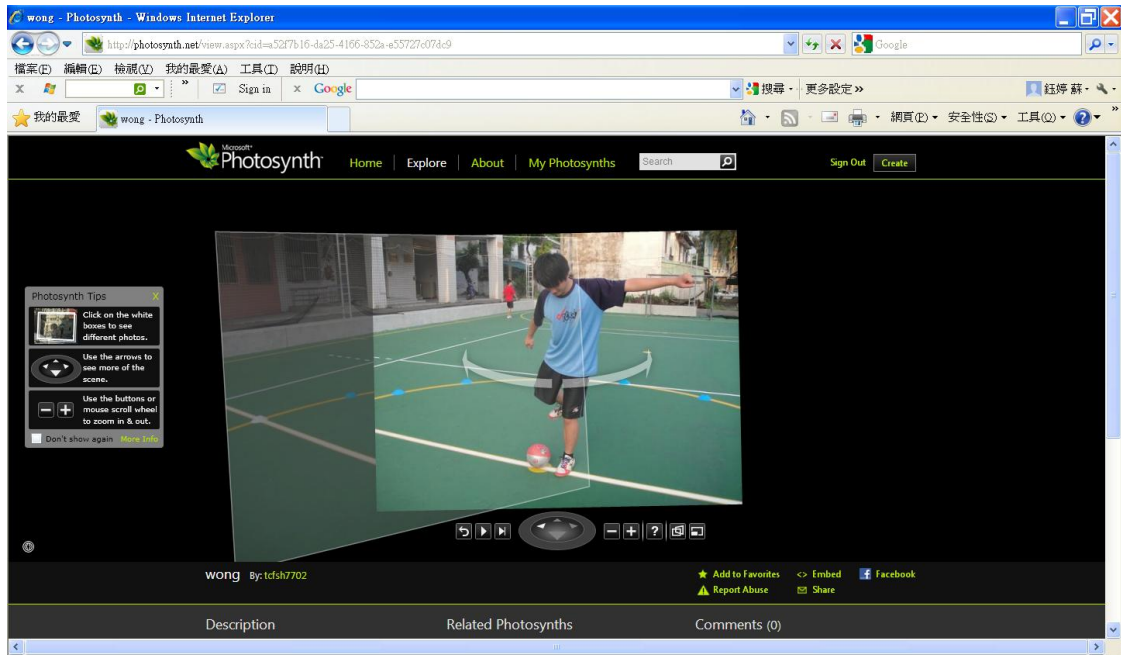 wong - Photosynth - Windows Internet Explorer
http://photosynth.net/view.aspx?cid=a52f7b16-da25-4166-852a-e55727c07dc9
Google
檔案(F) 編輯(E) 檢視(V) 我的最愛(A) 工具(T) 說明(H)
x » Sign in x Google 搜尋 更多設定 » 鈺婷 蘇
我的最愛 wong - Photosynth 網頁(P) 安全性(S) 工具(O) »
Microsoft
Photosynth Home Explore About My Photosynths Search Sign Out Create
Photosynth Tips X
Click on the white
boxes to see
different photos.
Use the arrows to
see more of the
scene.
Use the buttons or
mouse scroll wheel
to zoom in & out.
Don't show again More Info
wong By: tcfsh7702
Add to Favorites <> Embed Facebook
Report Abuse Share
Description Related Photosynths Comments (0)